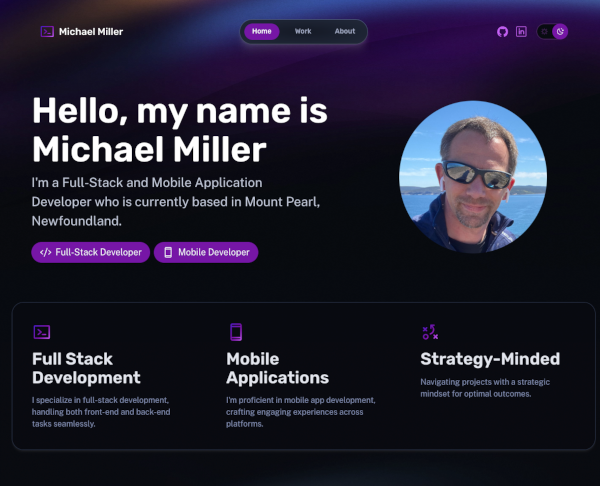 Michael Miller
Home
Work
About
Hello, my name is
Michael Miller
I'm a Full-Stack and Mobile Application
Developer who is currently based in Mount Pearl,
Newfoundland.
Full-Stack Developer
Mobile Developer
Full Stack
Development
I specialize in full-stack development,
handling both front-end and back-end
tasks seamlessly.
Mobile
Applications
I'm proficient in mobile app development,
crafting engaging experiences across
platforms.
Strategy-Minded
Navigating projects with a strategic
mindset for optimal outcomes.